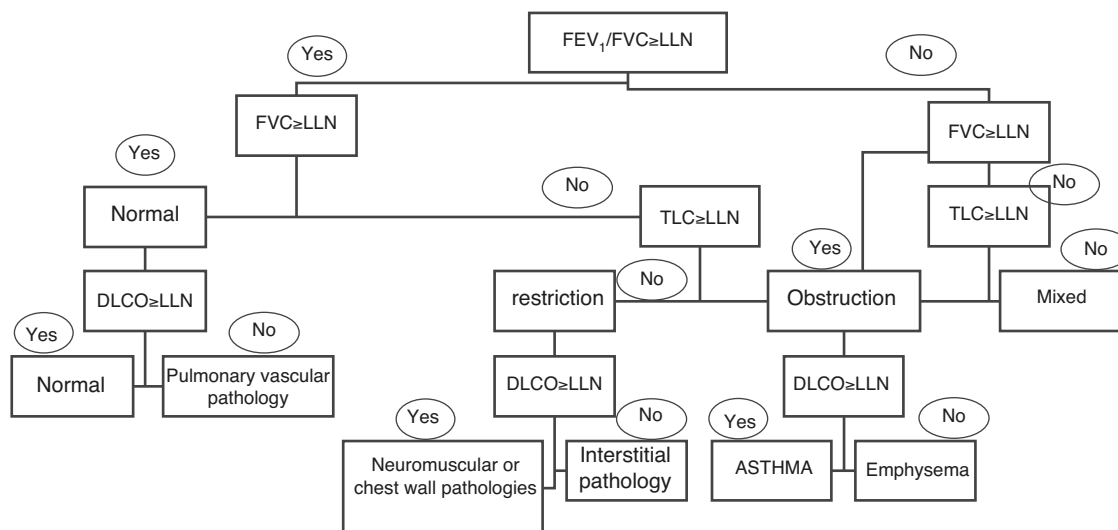 FEV₁/FVC≥LLN
Yes
No
FVC≥LLN
FVC≥LLN
Yes
No
No
Normal
TLC≥LLN
TLC≥LLN
Yes
No
No
DLCO≥LLN
restriction
Obstruction
Mixed
Yes
No
Normal
Pulmonary vascular
pathology
DLCO≥LLN
DLCO≥LLN
Yes
No
Yes
No
Neuromuscular or
chest wall pathologies
Interstitial
pathology
ASTHMA
Emphysema